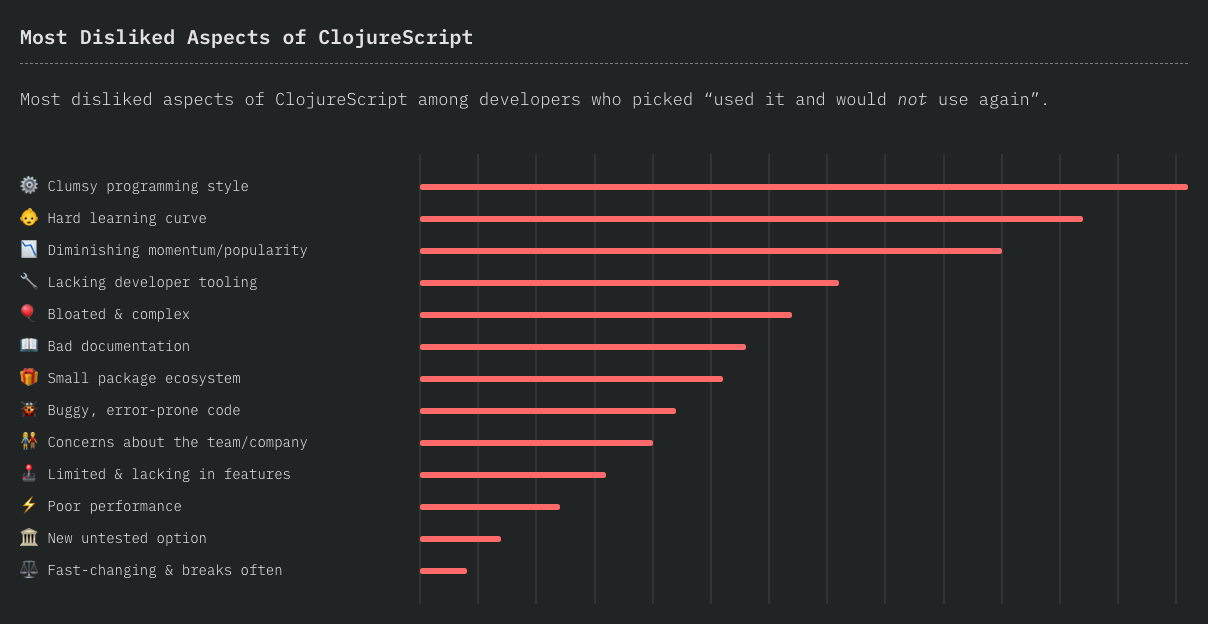 Most Disliked Aspects of ClojureScript
Most disliked aspects of ClojureScript among developers who picked “used it and would not use again”.
Clumsy programming style
Hard learning curve
Diminishing momentum/popularity
Lacking developer tooling
Bloated & complex
Bad documentation
Small package ecosystem
Buggy, error-prone code
Concerns about the team/company
Limited & lacking in features
Poor performance
New untested option
Fast-changing & breaks often